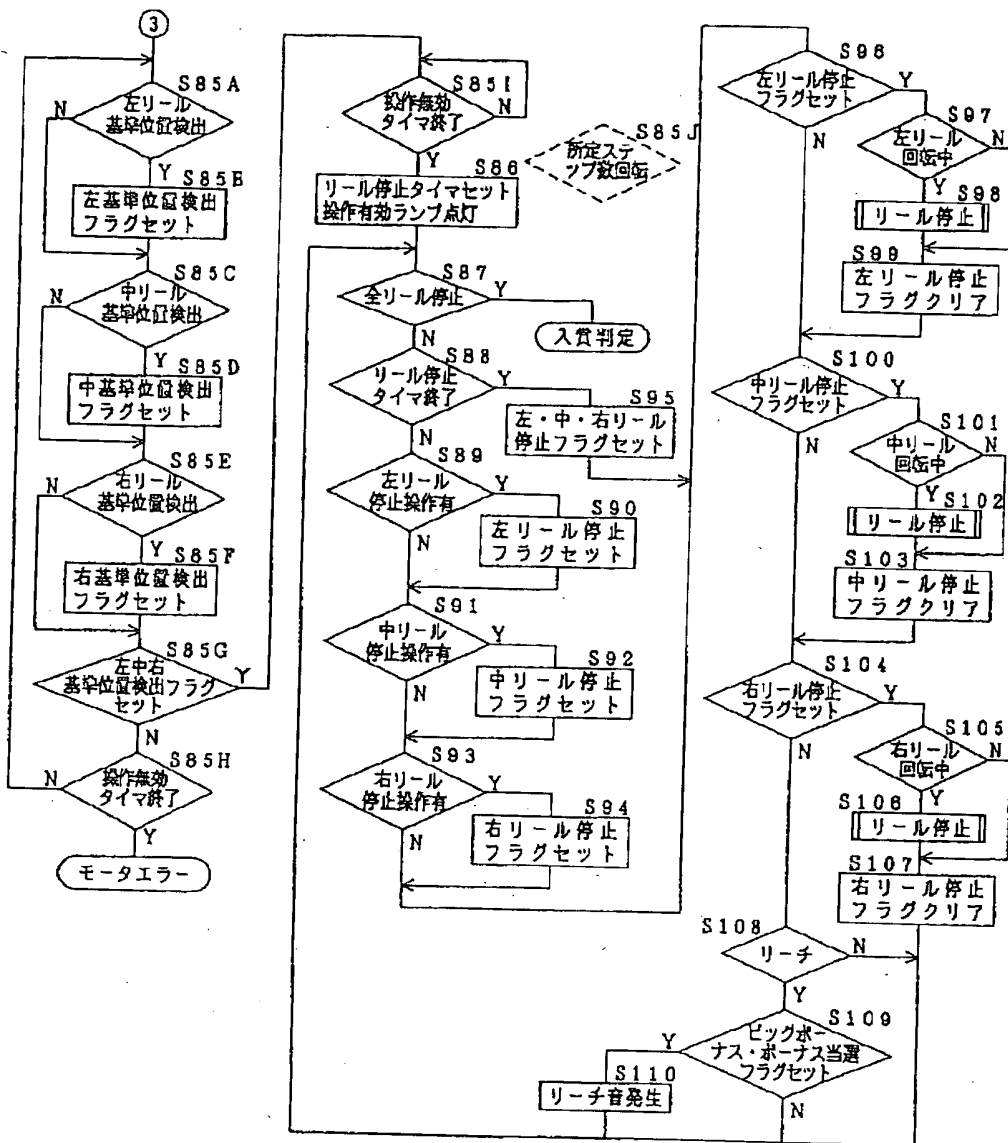 3
S85A
左リール
基準位置検出
N
Y
S85B
左基準位置検出
フラグセット
S85C
中リール
基準位置検出
N
Y
S85D
中基準位置検出
フラグセット
S85E
右リール
基準位置検出
N
Y
S85F
右基準位置検出
フラグセット
S85G
左中右
基準位置検出フラグ
セット
Y
N
S85H
操作無効
タイマ終了
N
Y
モータエラー
S85I
操作無効
タイマ終了
N
Y
S85J
所定ステ
ップ数回転
S86
リール停止タイマセット
操作有効ランプ点灯
S87
全リール停止
Y
入賞判定
N
S88
リール停止
タイマ終了
Y
S95
左・中・右リール
停止フラグセット
N
S89
左リール
停止操作有
Y
S90
左リール停止
フラグセット
N
S91
中リール
停止操作有
Y
S92
中リール停止
フラグセット
N
S93
右リール
停止操作有
Y
S94
右リール停止
フラグセット
N
S96
左リール停止
フラグセット
Y
N
S97
左リール
回転中
N
Y
S98
リール停止
S99
左リール停止
フラグクリア
S100
中リール停止
フラグセット
Y
N
S101
中リール
回転中
N
Y
S102
リール停止
S103
中リール停止
フラグクリア
S104
右リール停止
フラグセット
Y
N
S105
右リール
回転中
N
Y
S106
リール停止
S107
右リール停止
フラグクリア
S108
リーチ
N
Y
S109
ビッグボー
ナス・ボーナス当選
フラグセット
Y
N
S110
リーチ音発生